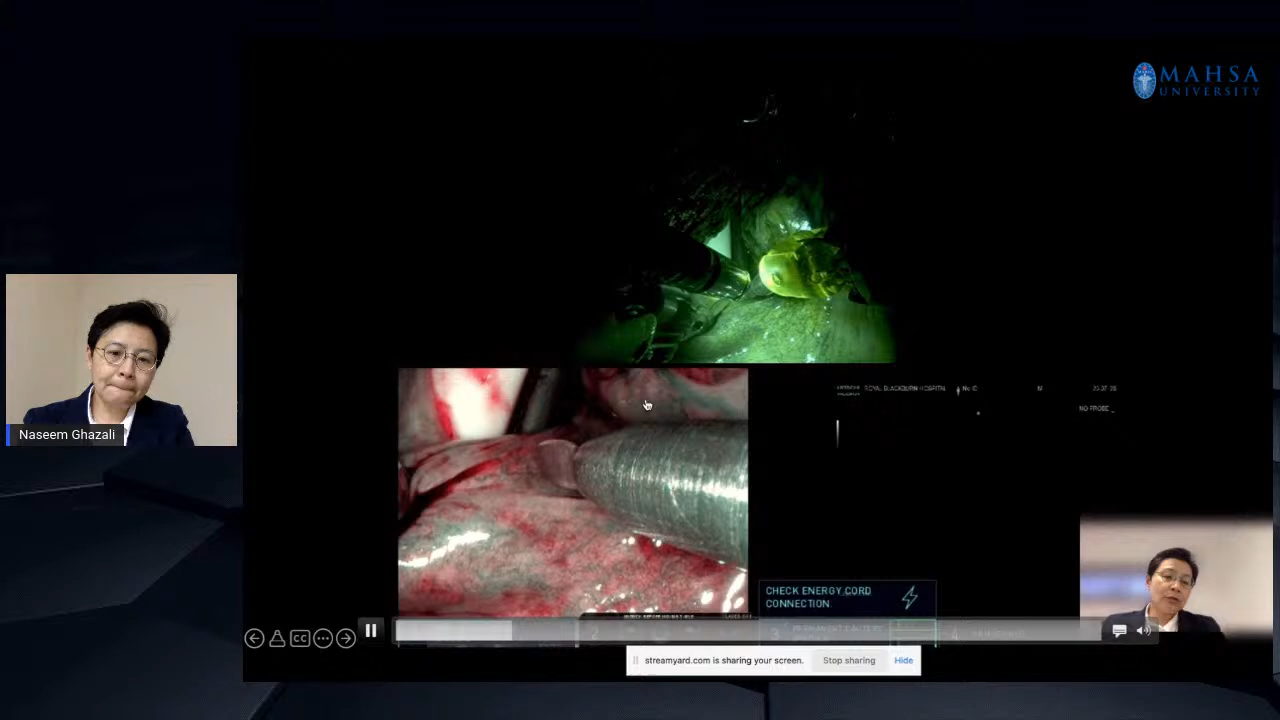 MAHSA
UNIVERSITY
Naseem Ghazali
ROYAL BLACKBURN HOSPITAL
NO PROBE
CHECK ENERGY CORD
CONNECTION
CC
streamyard.com is sharing your screen.
Stop sharing
Hide